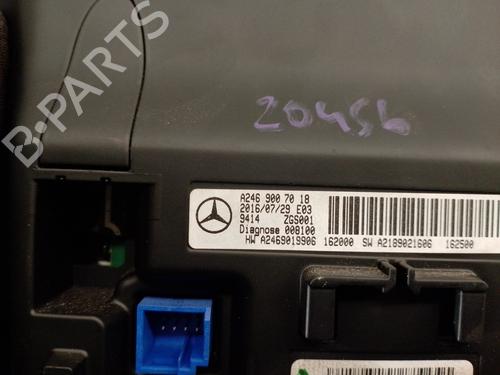 B-PARTS
20456
A246 900 70 18
2016/07/29 E03
9414 ZGS001
Diagnose 008100
HW A2469019906 162000 SW A2189021606 162500